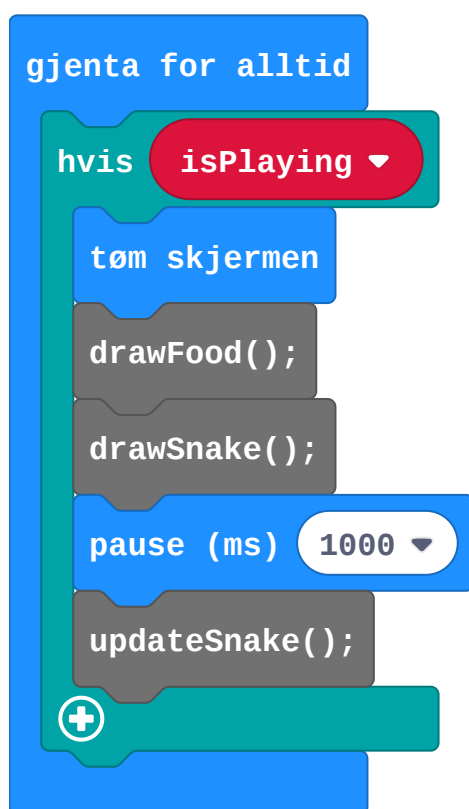 gjenta for alltid
hvis isPlaying
tøm skjermen
drawFood();
drawSnake();
pause (ms) 1000
updateSnake();